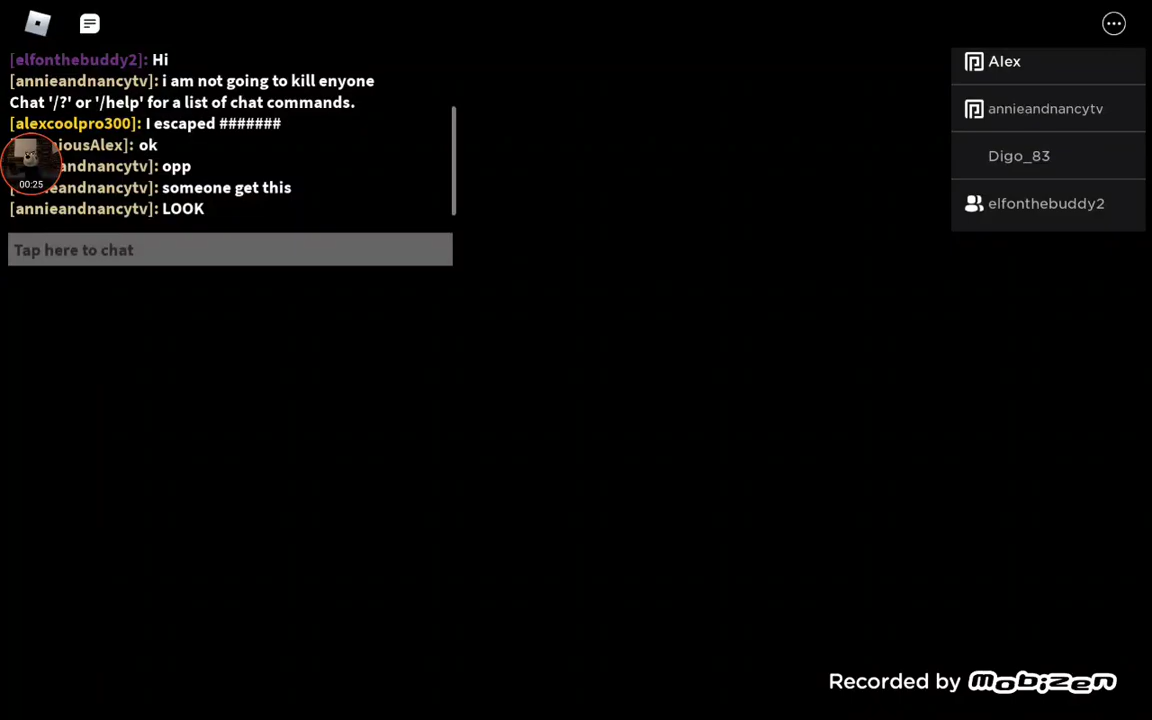 [elfonthebuddy2]: Hi
[annieandnancytv]: i am not going to kill enyone
Chat '/?' or '/help' for a list of chat commands.
[alexcoolpro300]: I escaped #######
iousAlex]: ok
andnancytv]: opp
eandnancytv]: someone get this
[annieandnancytv]: LOOK
00:25
Tap here to chat
Alex
annieandnancytv
Digo_83
elfonthebuddy2
Recorded by mobizen